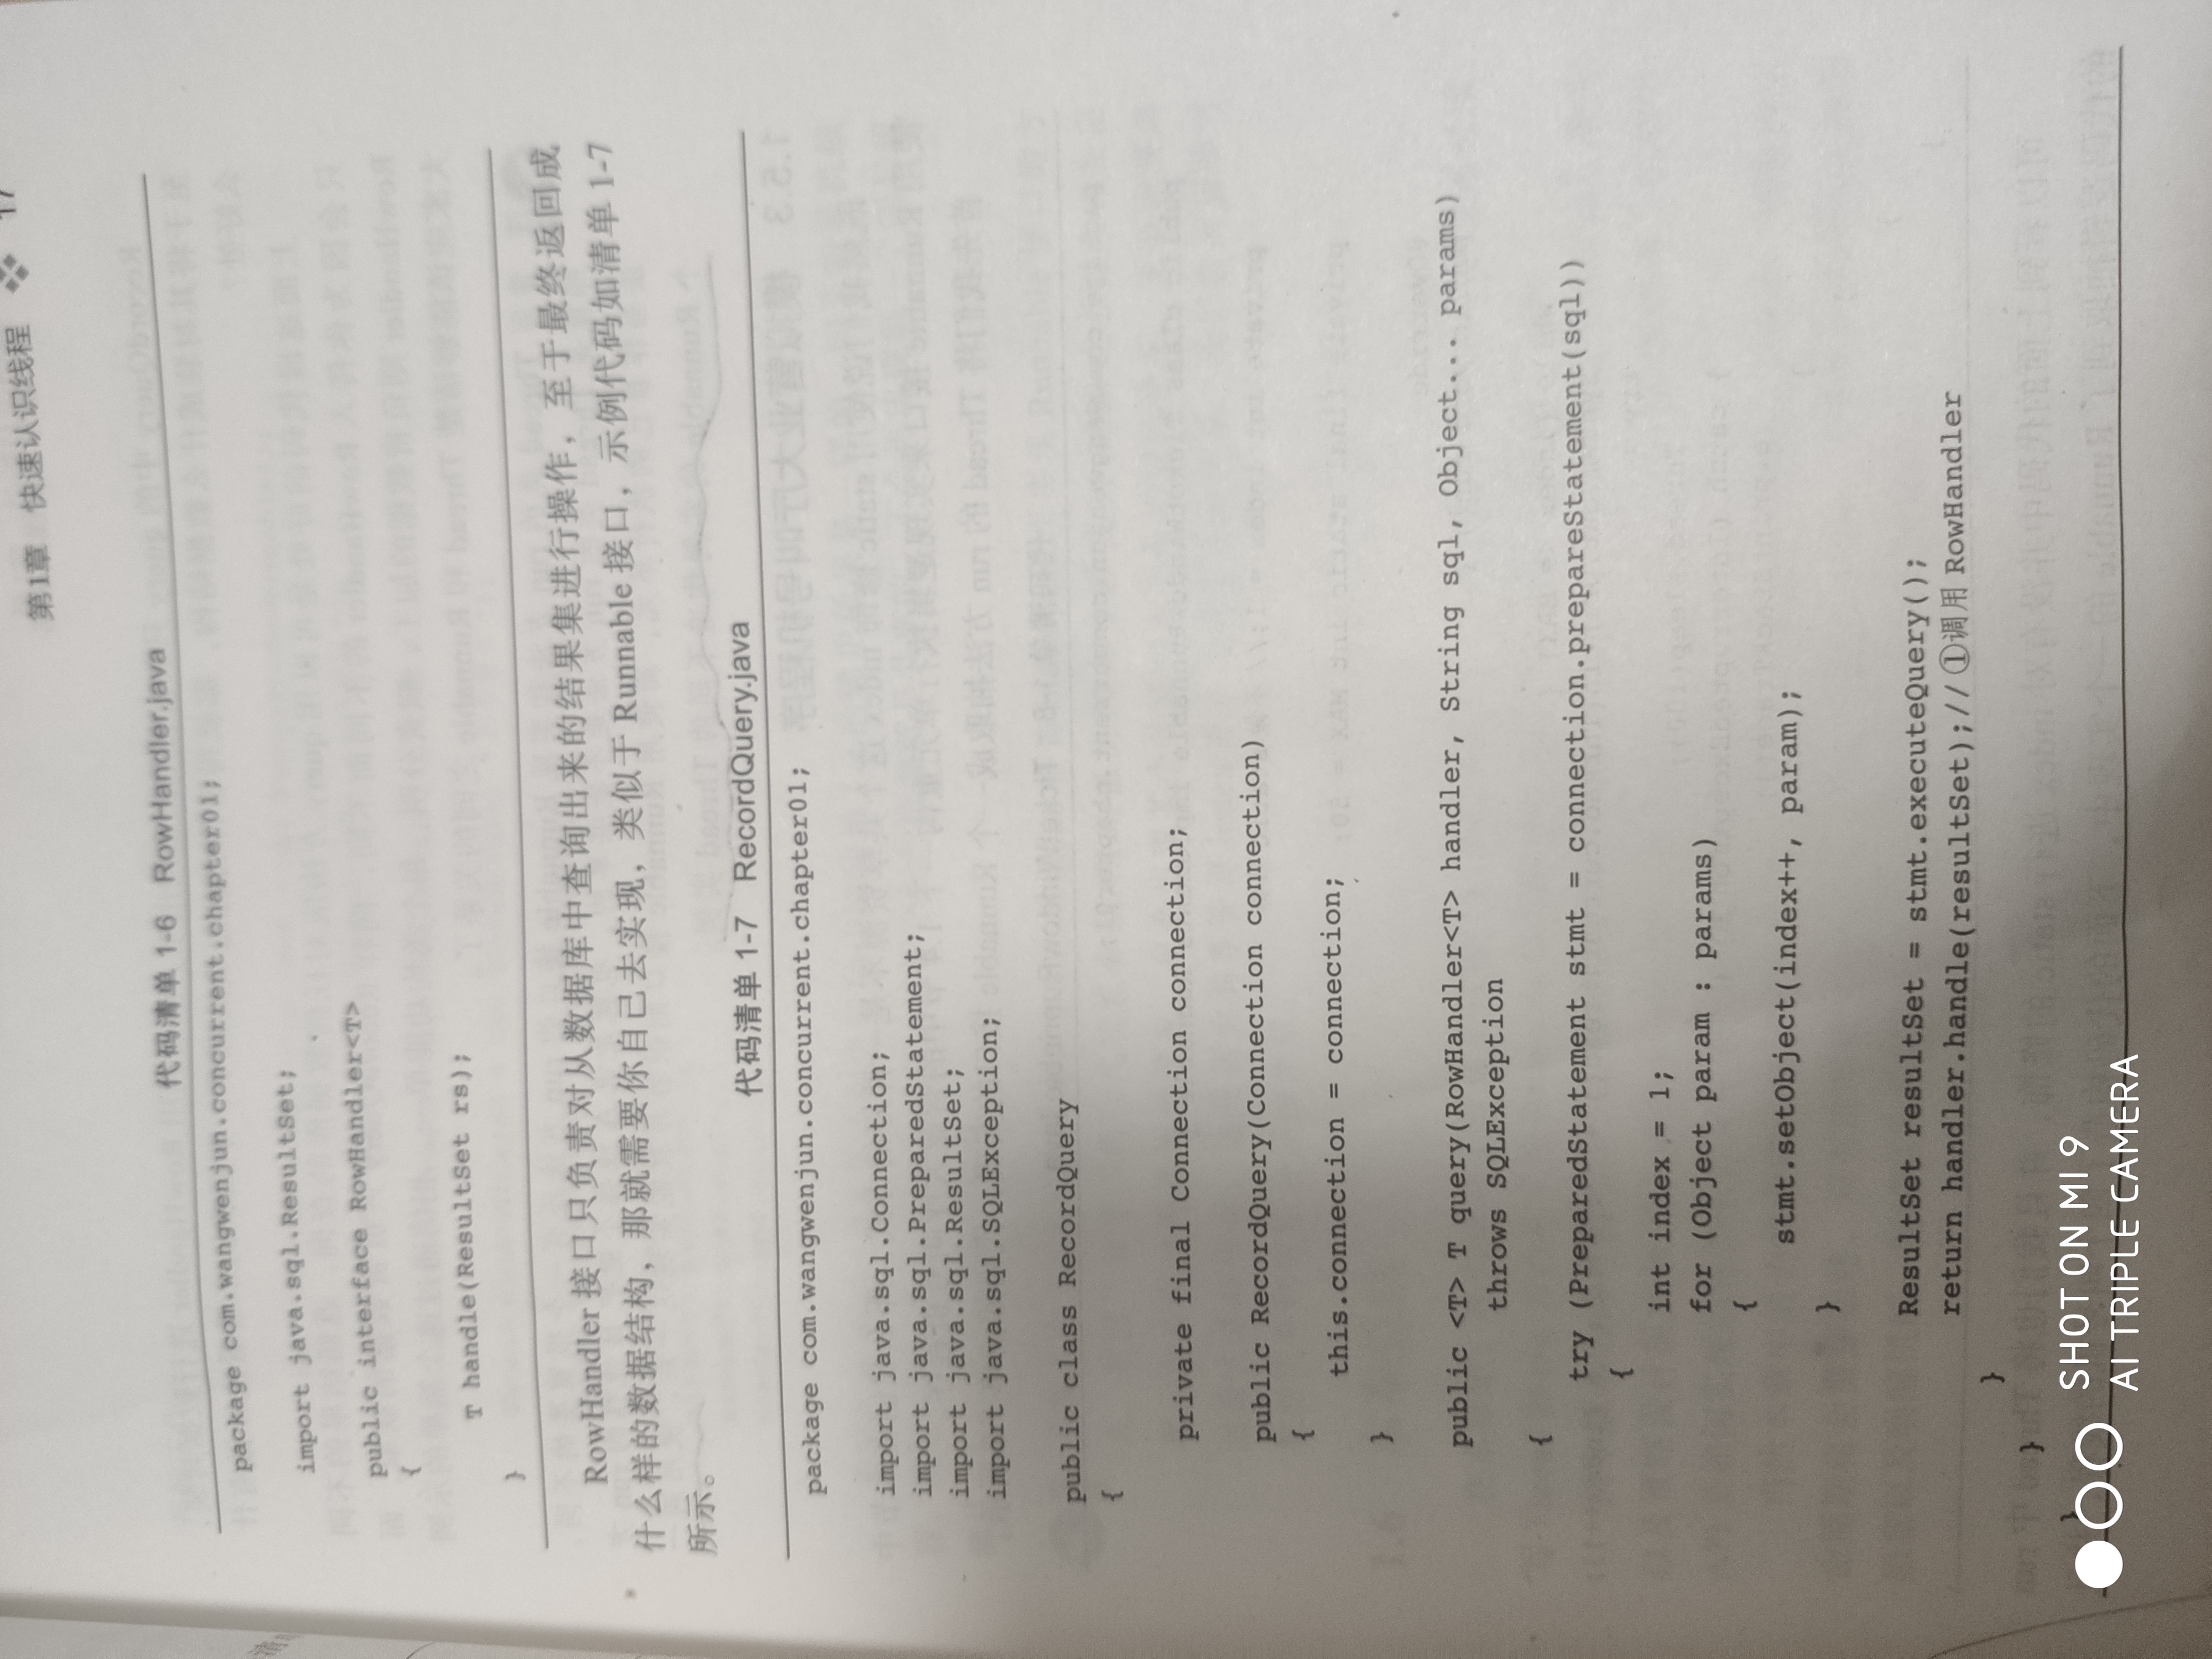 第1章 快速认识线程 ❖ 17
代码清单 1-6 RowHandler.java
package com.wangwenjun.concurrent.chapter01;
import java.sql.ResultSet;
public interface RowHandler<T>
{
T handle(ResultSet rs);
}
RowHandler 接口只负责对从数据库中查询出来的结果集进行操作，至于最终返回成
什么样的数据结构，那就需要你自己去实现，类似于 Runnable 接口，示例代码如清单 1-7
所示。
代码清单 1-7 RecordQuery.java
package com.wangwenjun.concurrent.chapter01;
import java.sql.Connection;
import java.sql.PreparedStatement;
import java.sql.ResultSet;
import java.sql.SQLException;
public class RecordQuery
{
private final Connection connection;
public RecordQuery(Connection connection)
{
this.connection = connection;
}
public <T> T query(RowHandler<T> handler, String sql, Object... params)
throws SQLException
{
try (PreparedStatement stmt = connection.prepareStatement(sql))
{
int index = 1;
for (Object param : params)
{
stmt.setObject(index++, param);
}
ResultSet resultSet = stmt.executeQuery();
return handler.handle(resultSet);// ①调用 RowHandler
}
}
}
SHOT ON MI 9
AI TRIPLE CAMERA